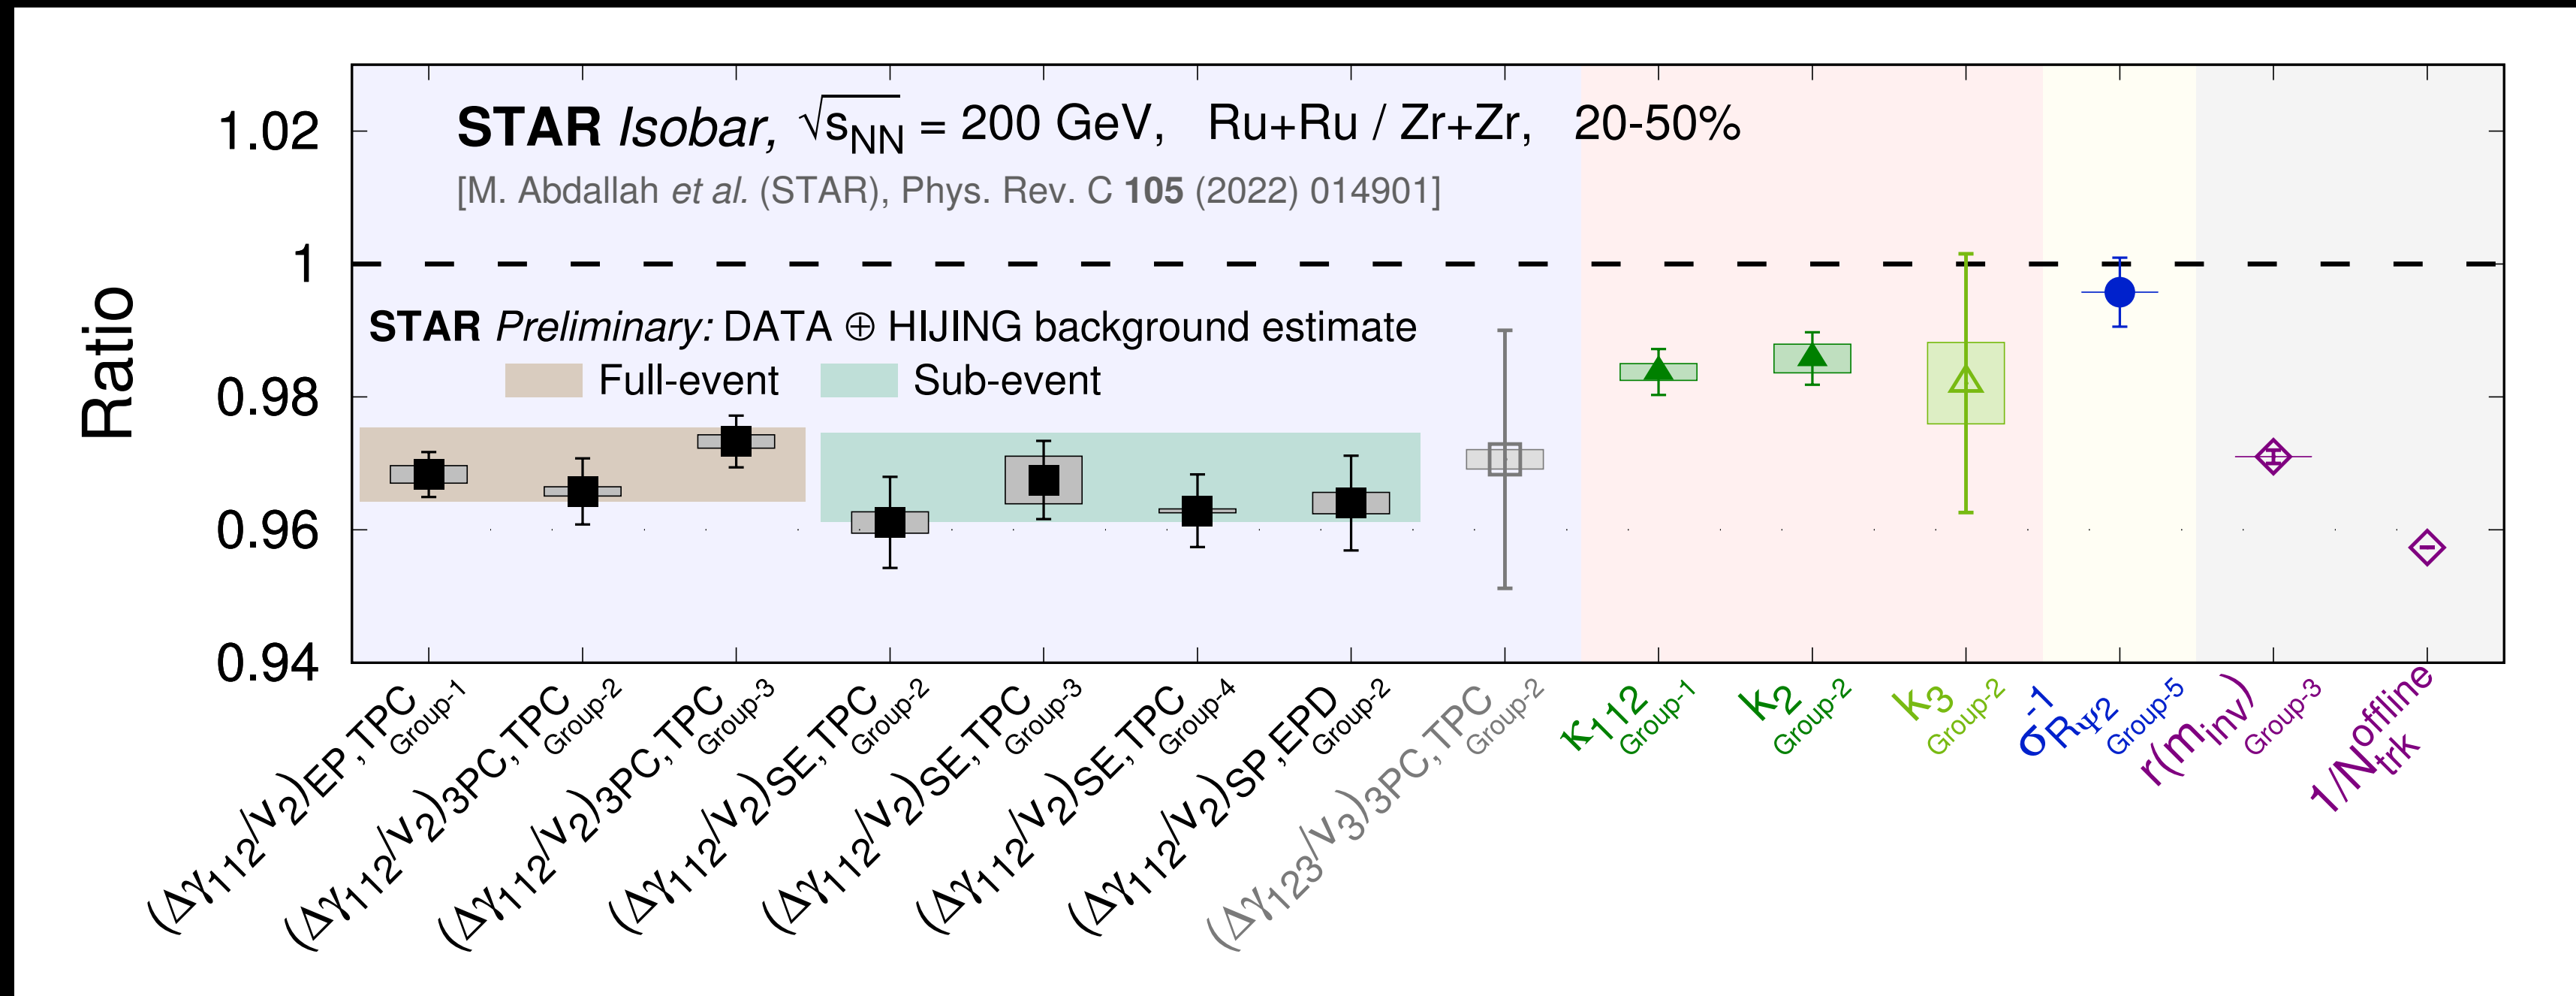 STAR Isobar, √sNN = 200 GeV, Ru+Ru / Zr+Zr, 20-50%
[M. Abdallah et al. (STAR), Phys. Rev. C 105 (2022) 014901]
STAR Preliminary: DATA ⊕ HIJING background estimate
Full-event Sub-event
Ratio
1.02
1
0.98
0.96
0.94
(Δγ112/v2)EP,TPC Group-1
(Δγ112/v2)3PC,TPC Group-2
(Δγ112/v2)3PC,TPC Group-3
(Δγ112/v2)SE,TPC Group-2
(Δγ112/v2)SE,TPC Group-3
(Δγ112/v2)SE,TPC Group-4
(Δγ112/v2)SP,EPD Group-2
(Δγ123/v3)3PC,TPC Group-2
κ112 Group-1
k2 Group-2
k3 Group-2
σ-1RΨ2 Group-5
r(minv) Group-3
1/Ntrkoffline